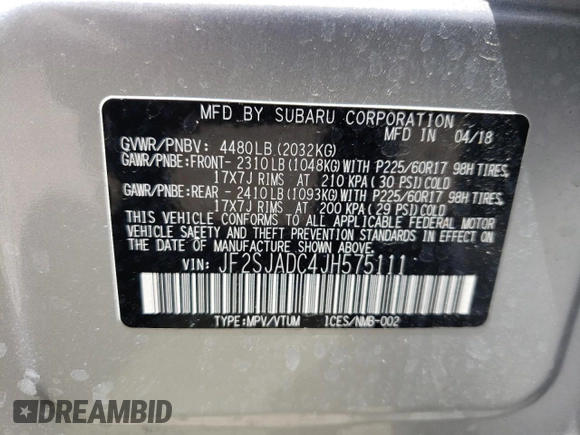 MFD BY SUBARU CORPORATION
MFD IN 04/18
GVWR/PNBV: 4480LB(2032KG)
GAWR/PNBE:FRONT- 2310LB(1048KG)WITH P225/60R17 98H TIRES,
17X7J RIMS AT 210 KPA(30 PSI)COLD
GAWR/PNBE:REAR - 2410LB(1093KG)WITH P225/60R17 98H TIRES,
17X7J RIMS AT 200 KPA(29 PSI)COLD
THIS VEHICLE CONFORMS TO ALL APPLICABLE FEDERAL MOTOR
VEHICLE SAFETY AND THEFT PREVENTION STANDARDS IN EFFECT ON
THE DATE OF MANUFACTURE SHOWN ABOVE.
VIN: JF2SJADC4JH575111
TYPE:MPV/VTUM ICES/NMB-002
DREAMBID